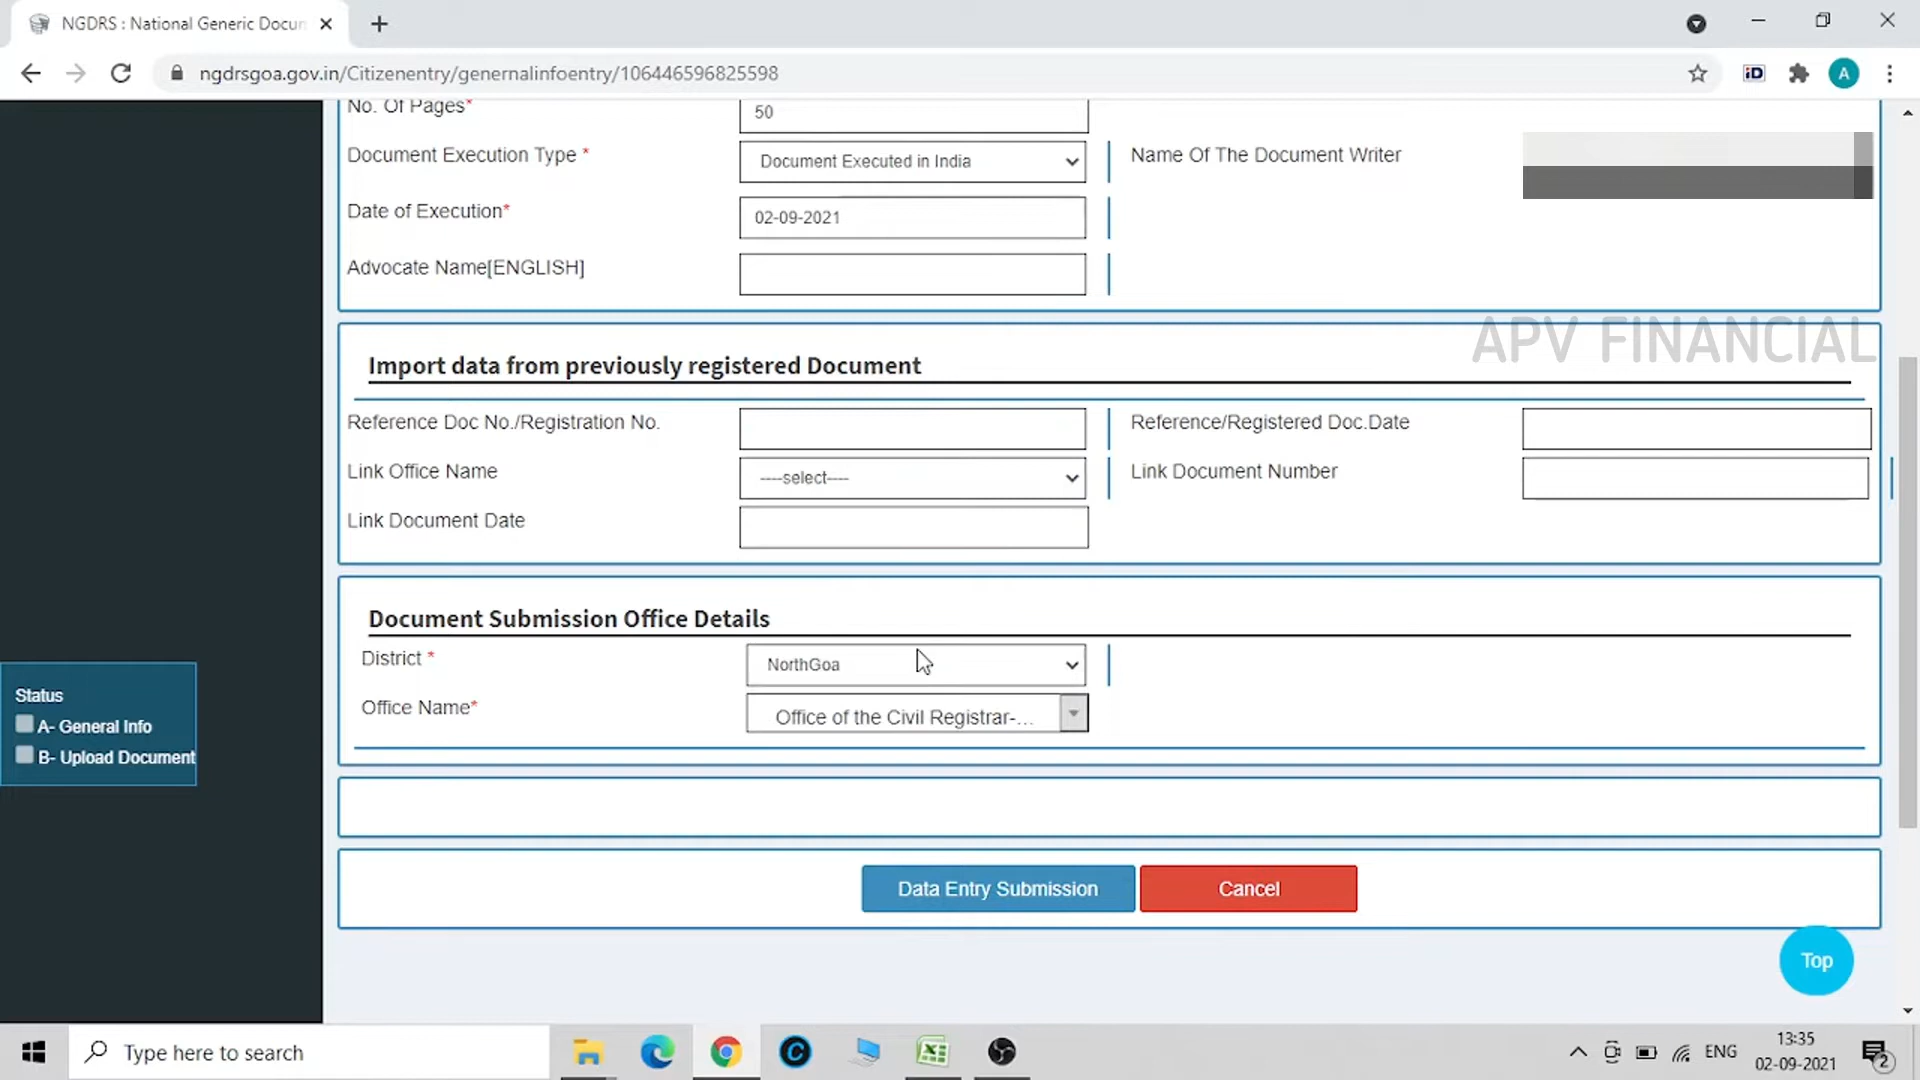 NGDRS : National Generic Docum
ngdrsgoa.gov.in/Citizenentry/genernalinfoentry/106446596825598
iD
A
No. Of Pages*
50
Document Execution Type *
Document Executed in India
Name Of The Document Writer
Date of Execution*
02-09-2021
Advocate Name[ENGLISH]
APV FINANCIAL
Import data from previously registered Document
Reference Doc No./Registration No.
Reference/Registered Doc.Date
Link Office Name
----select----
Link Document Number
Link Document Date
Document Submission Office Details
District *
NorthGoa
Office Name*
Office of the Civil Registrar-...
Status
A- General Info
B- Upload Document
Data Entry Submission
Cancel
Top
Type here to search
ENG
13:35
02-09-2021
2